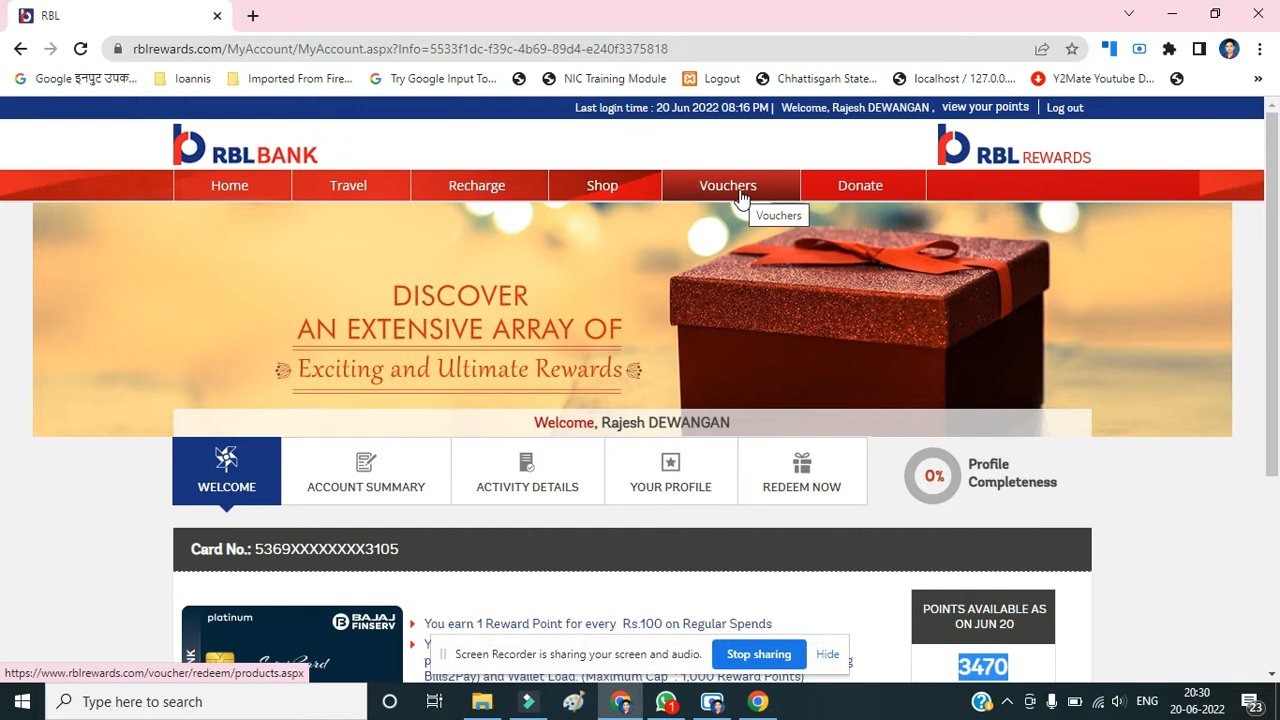 RBL
rblrewards.com/MyAccount/MyAccount.aspx?Info=5533f1dc-f39c-4b69-89d4-e240f3375818
Google इनपुट उपक... Ioannis Imported From Fire... Try Google Input To... NIC Training Module Logout Chhattisgarh State... localhost / 127.0.0.... Y2Mate Youtube D... »
Last login time : 20 Jun 2022 08:16 PM | Welcome, Rajesh DEWANGAN , view your points Log out
RBL BANK RBL REWARDS
Home Travel Recharge Shop Vouchers Donate
Vouchers
DISCOVER
AN EXTENSIVE ARRAY OF
Exciting and Ultimate Rewards
Welcome, Rajesh DEWANGAN
WELCOME ACCOUNT SUMMARY ACTIVITY DETAILS YOUR PROFILE REDEEM NOW
0% Profile
Completeness
Card No.: 5369XXXXXXXX3105
platinum BAJAJ
FINSERV
You earn 1 Reward Point for every Rs.100 on Regular Spends
Bills2Pay) and Wallet Load. (Maximum Cap : 1,000 Reward Points)
POINTS AVAILABLE AS
ON JUN 20
3470
Screen Recorder is sharing your screen and audio. Stop sharing Hide
https://www.rblrewards.com/voucher/redeem/products.aspx
Type here to search
1
ENG
20:30
20-06-2022
23